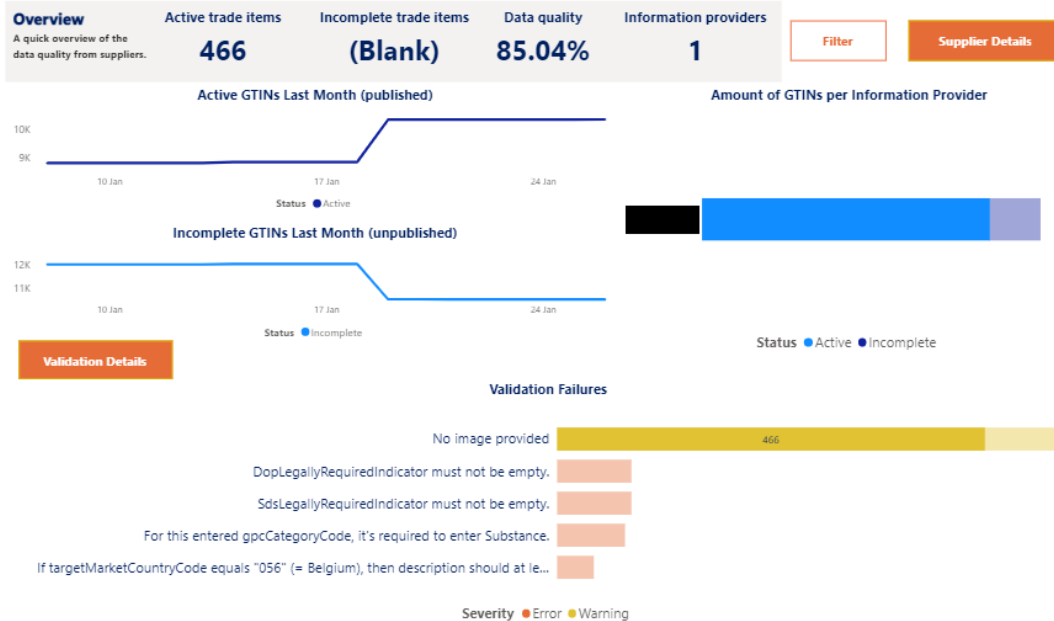 Overview
A quick overview of the
data quality from suppliers.
Active trade items
466
Incomplete trade items
(Blank)
Data quality
85.04%
Information providers
1
Filter
Supplier Details
Active GTINs Last Month (published)
10K
9K
10 Jan
17 Jan
24 Jan
Status Active
Incomplete GTINs Last Month (unpublished)
12K
11K
10 Jan
17 Jan
24 Jan
Status Incomplete
Amount of GTINs per Information Provider
Status Active Incomplete
Validation Details
Validation Failures
No image provided
466
DopLegallyRequiredIndicator must not be empty.
SdsLegallyRequiredIndicator must not be empty.
For this entered gpcCategoryCode, it's required to enter Substance.
If targetMarketCountryCode equals "056" (= Belgium), then description should at le...
Severity Error Warning